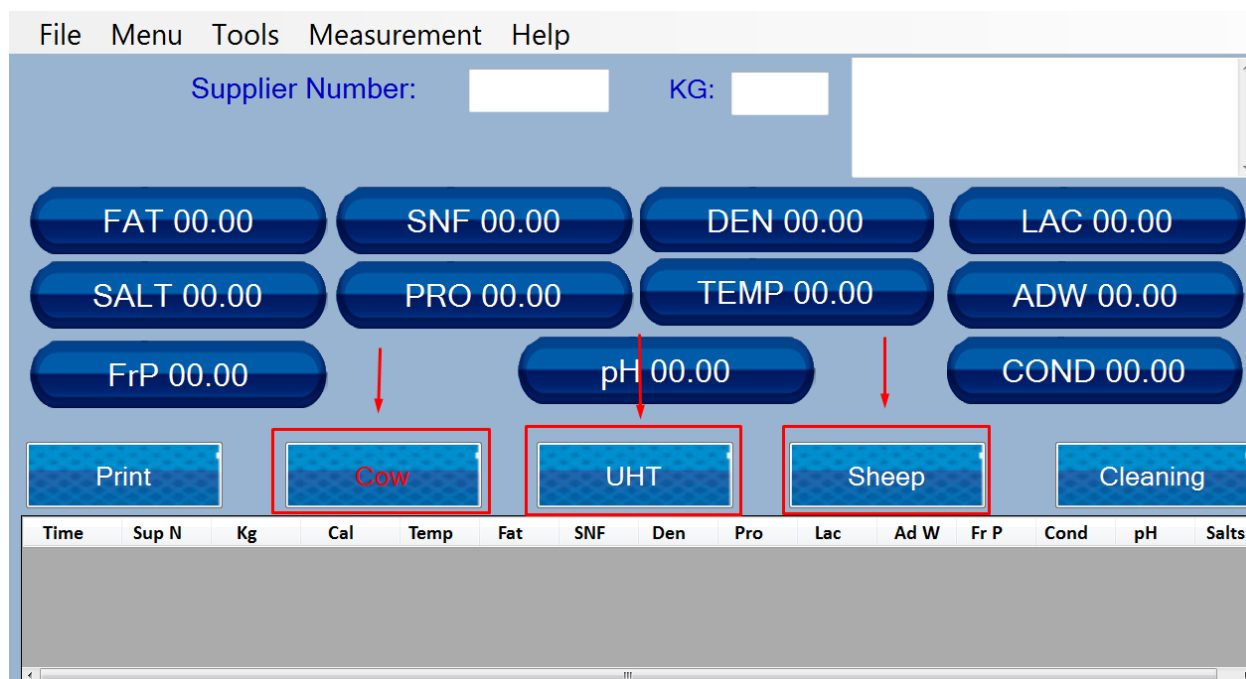 File Menu Tools Measurement Help
Supplier Number: KG:
FAT 00.00 SNF 00.00 DEN 00.00 LAC 00.00
SALT 00.00 PRO 00.00 TEMP 00.00 ADW 00.00
FrP 00.00 pH 00.00 COND 00.00
Print Cow UHT Sheep Cleaning
Time Sup N Kg Cal Temp Fat SNF Den Pro Lac Ad W Fr P Cond pH Salts